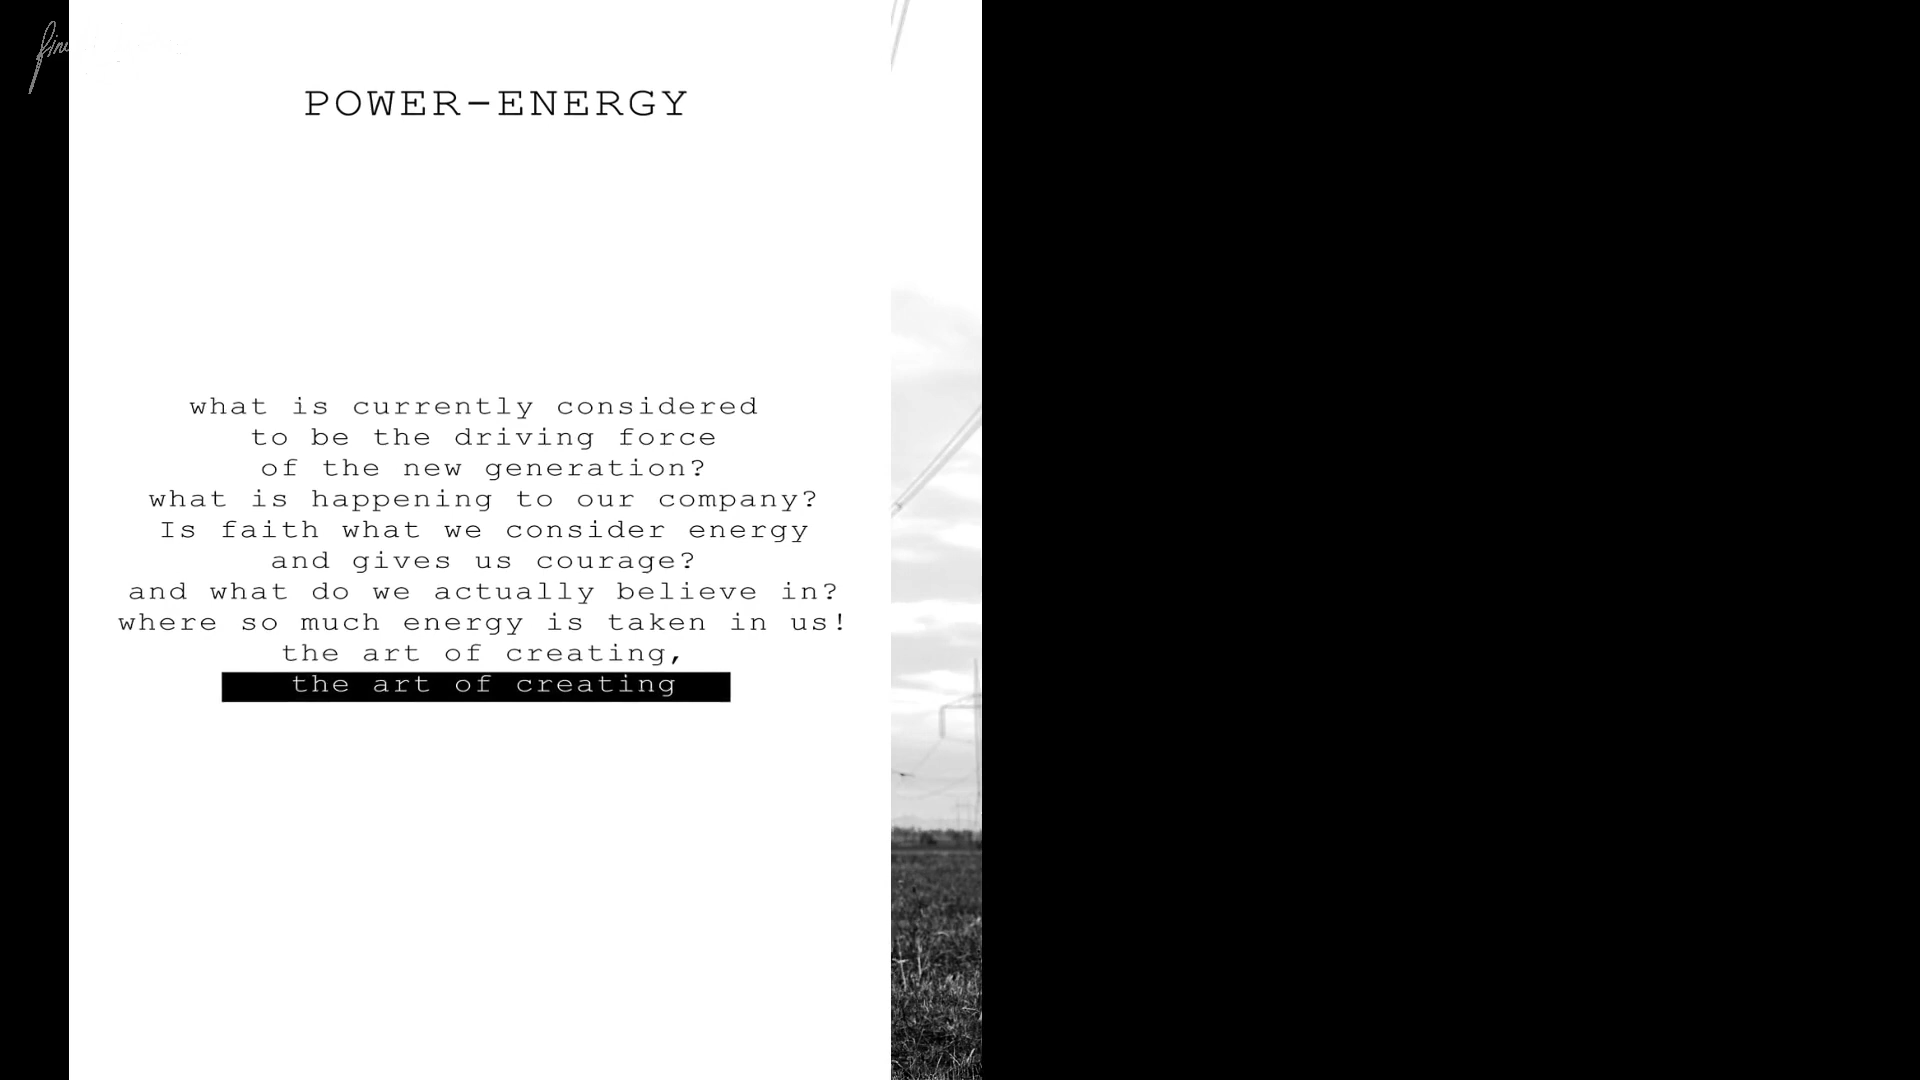 POWER-ENERGY
what is currently considered
to be the driving force
of the new generation?
what is happening to our company?
Is faith what we consider energy
and gives us courage?
and what do we actually believe in?
where so much energy is taken in us!
the art of creating,
the art of creating